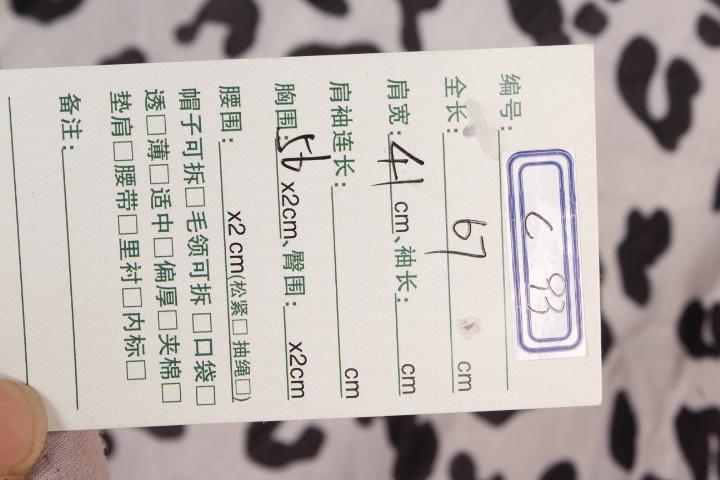 编号: C 93
全长: 67 cm
肩宽: 41 cm、袖长: cm
肩袖连长: cm
胸围: 56 x2cm、臀围: x2cm
腰围: x2 cm(松紧□ 抽绳□)
帽子可拆□毛领可拆□口袋□
透□薄□适中□偏厚□夹棉□
垫肩□腰带□里衬□内标□
备注: